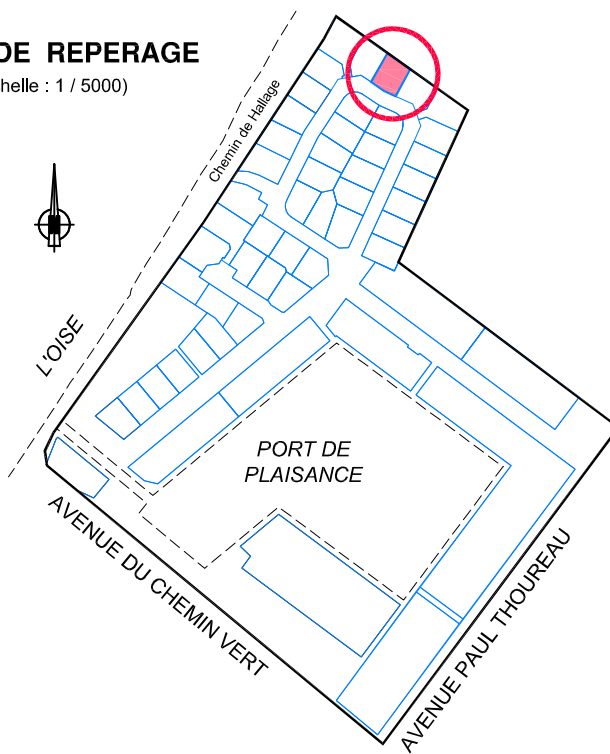 DE REPERAGE
helle : 1 / 5000)
Chemin de Hallage
L'OISE
PORT DE
PLAISANCE
AVENUE DU CHEMIN VERT
AVENUE PAUL THOUREAU